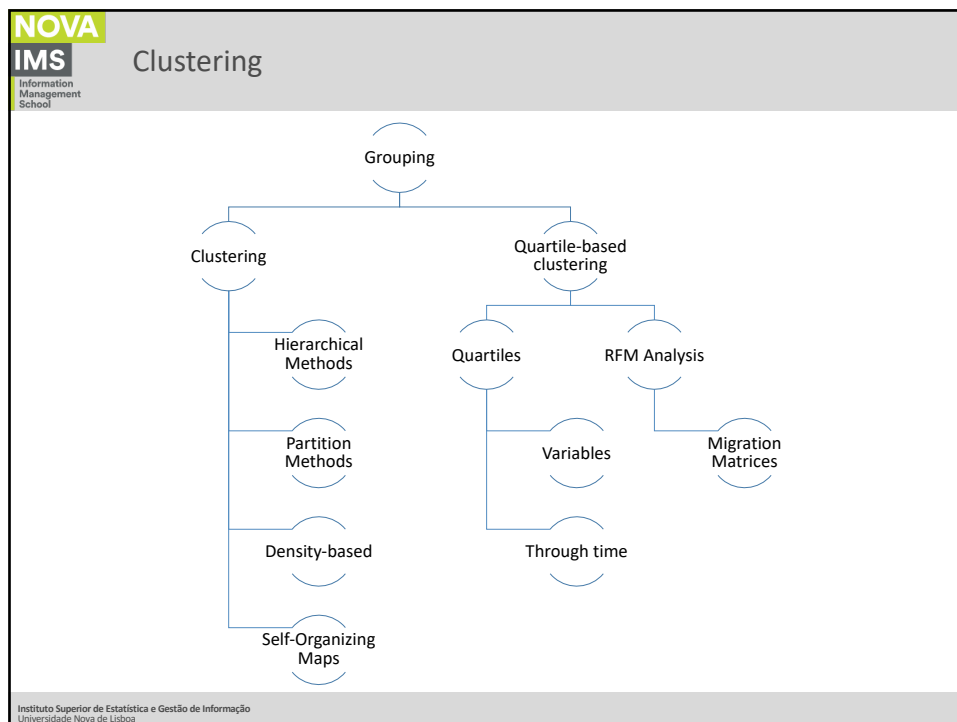 NOVA
IMS
Information
Management
School
Clustering
Grouping
Clustering
Quartile-based
clustering
Hierarchical
Methods
Quartiles
RFM Analysis
Partition
Methods
Variables
Migration
Matrices
Density-based
Through time
Self-Organizing
Maps
Instituto Superior de Estatística e Gestão de Informação
Universidade Nova de Lisboa